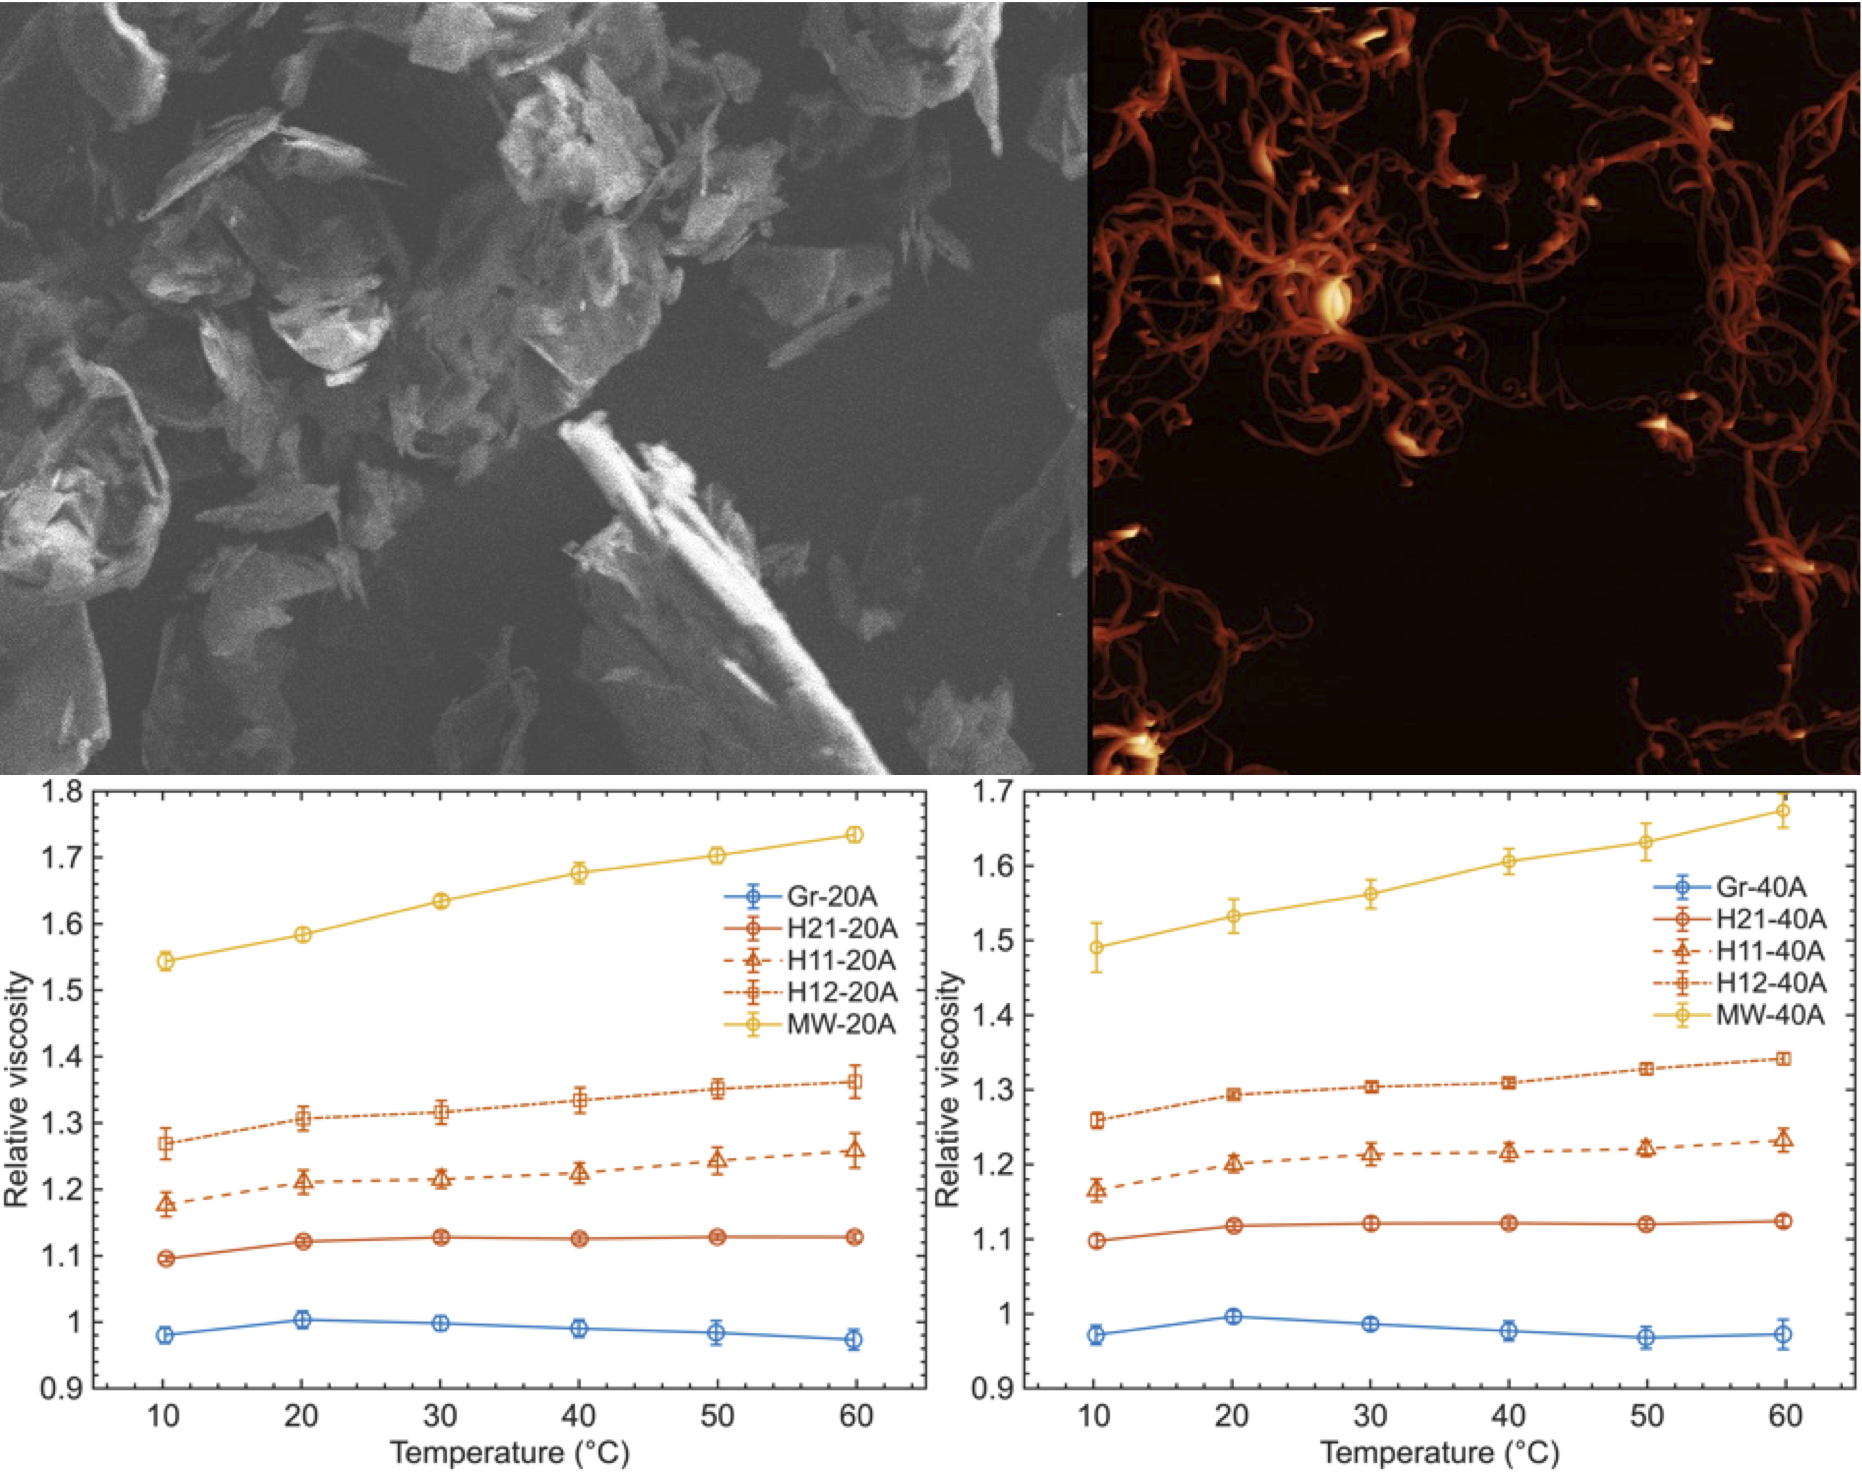 1.8
1.7
1.6
1.5
1.4
1.3
1.2
1.1
1
0.9
Relative viscosity
10 20 30 40 50 60
Temperature (°C)
Gr-20A
H21-20A
H11-20A
H12-20A
MW-20A
1.7
1.6
1.5
1.4
1.3
1.2
1.1
1
0.9
Relative viscosity
10 20 30 40 50 60
Temperature (°C)
Gr-40A
H21-40A
H11-40A
H12-40A
MW-40A